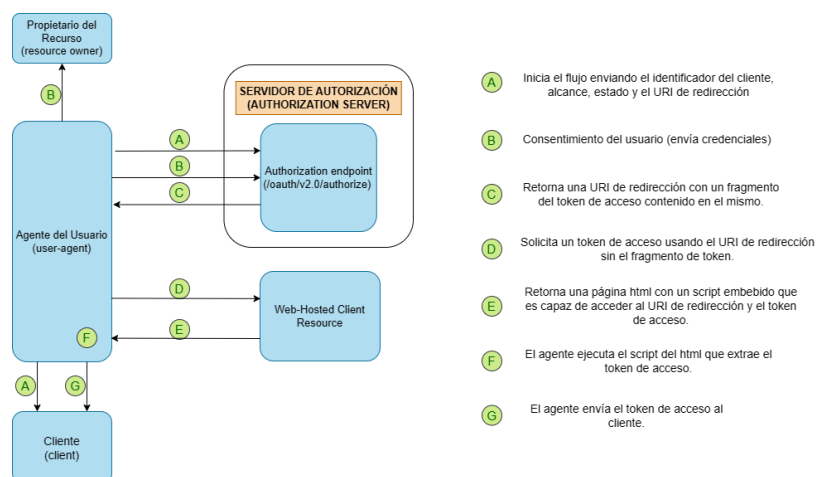 Propietario del
Recurso
(resource owner)
B
SERVIDOR DE AUTORIZACIÓN
(AUTHORIZATION SERVER)
A
B
C
Authorization endpoint
(/oauth/v2.0/authorize)
Agente del Usuario
(user-agent)
D
E
Web-Hosted Client
Resource
F
A
G
Cliente
(client)
A
Inicia el flujo enviando el identificador del cliente,
alcance, estado y el URI de redirección
B
Consentimiento del usuario (envía credenciales)
C
Retorna una URI de redirección con un fragmento
del token de acceso contenido en el mismo.
D
Solicita un token de acceso usando el URI de redirección
sin el fragmento de token.
E
Retorna una página html con un script embebido que
es capaz de acceder al URI de redirección y el token
de acceso.
F
El agente ejecuta el script del html que extrae el
token de acceso.
G
El agente envía el token de acceso al
cliente.